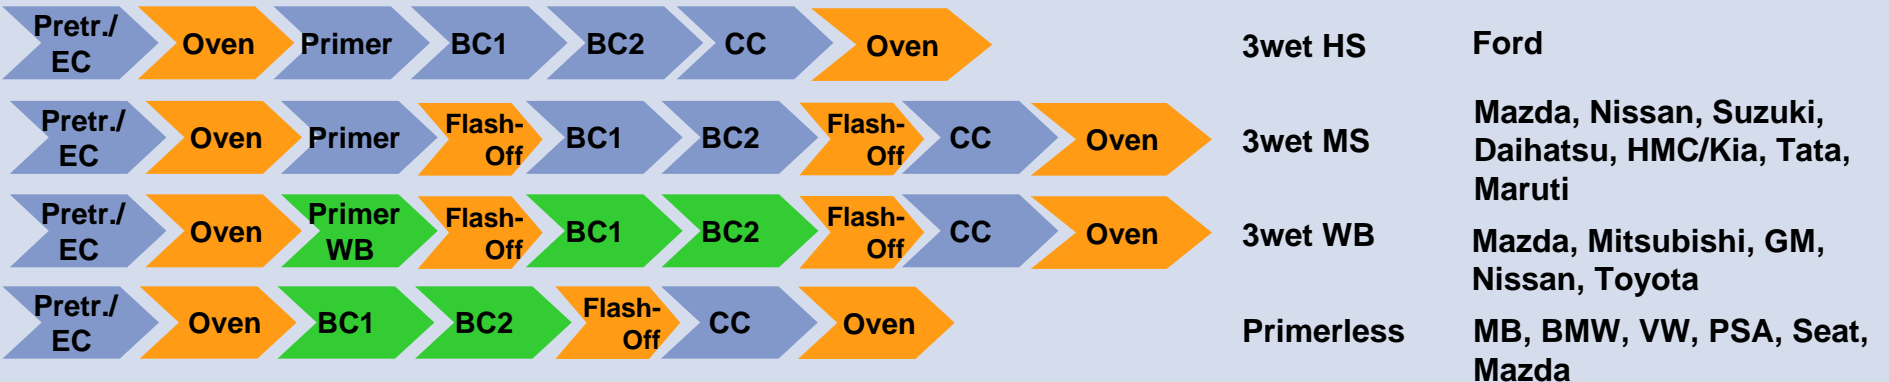 Pretr./
EC
Oven
Primer
BC1
BC2
CC
Oven
3wet HS
Ford
Pretr./
EC
Oven
Primer
Flash-
Off
BC1
BC2
Flash-
Off
CC
Oven
3wet MS
Mazda, Nissan, Suzuki,
Daihatsu, HMC/Kia, Tata,
Maruti
Pretr./
EC
Oven
Primer
WB
Flash-
Off
BC1
BC2
Flash-
Off
CC
Oven
3wet WB
Mazda, Mitsubishi, GM,
Nissan, Toyota
Pretr./
EC
Oven
BC1
BC2
Flash-
Off
CC
Oven
Primerless
MB, BMW, VW, PSA, Seat,
Mazda